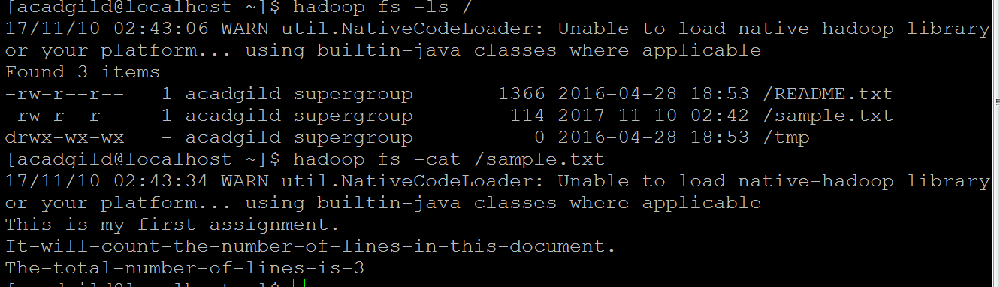 [acadgild@localhost ~]$ hadoop fs -ls /
17/11/10 02:43:06 WARN util.NativeCodeLoader: Unable to load native-hadoop library
or your platform... using builtin-java classes where applicable
Found 3 items
-rw-r--r--   1 acadgild supergroup       1366 2016-04-28 18:53 /README.txt
-rw-r--r--   1 acadgild supergroup        114 2017-11-10 02:42 /sample.txt
drwx-wx-wx   - acadgild supergroup          0 2016-04-28 18:53 /tmp
[acadgild@localhost ~]$ hadoop fs -cat /sample.txt
17/11/10 02:43:34 WARN util.NativeCodeLoader: Unable to load native-hadoop library
or your platform... using builtin-java classes where applicable
This-is-my-first-assignment.
It-will-count-the-number-of-lines-in-this-document.
The-total-number-of-lines-is-3
[acadgild@localhost ~]$